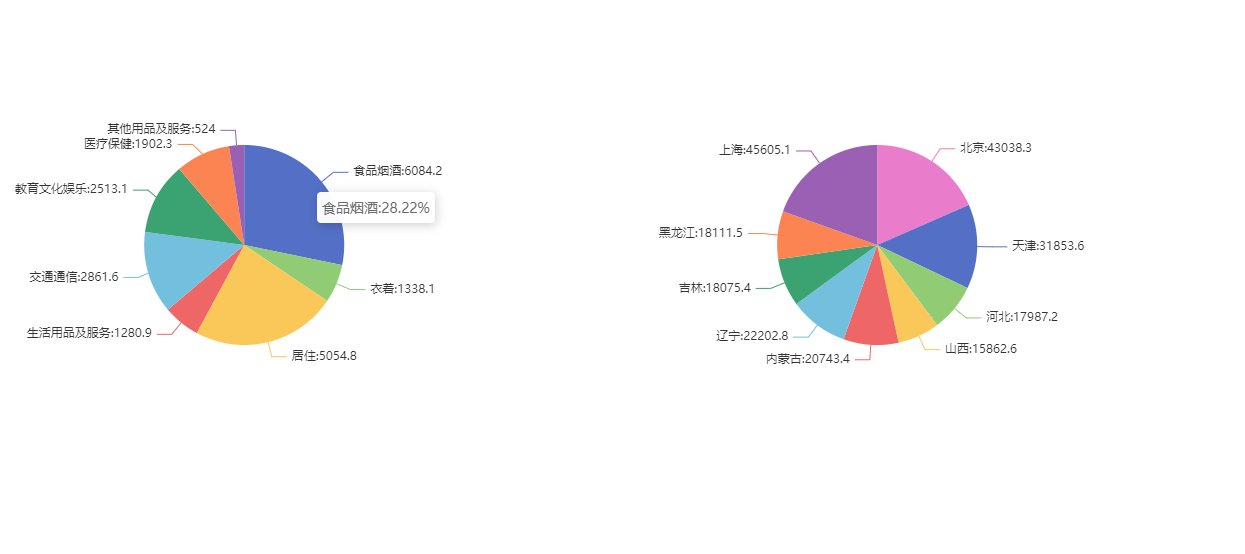 其他用品及服务:524
医疗保健:1902.3
食品烟酒:6084.2
教育文化娱乐:2513.1
食品烟酒:28.22%
交通通信:2861.6
衣着:1338.1
生活用品及服务:1280.9
居住:5054.8
上海:45605.1
北京:43038.3
黑龙江:18111.5
天津:31853.6
吉林:18075.4
河北:17987.2
辽宁:22202.8
山西:15862.6
内蒙古:20743.4